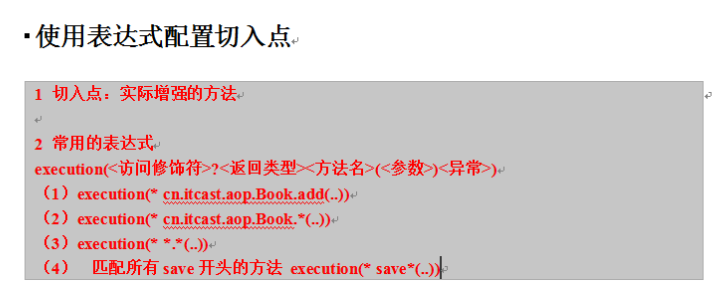 ▪使用表达式配置切入点
1 切入点：实际增强的方法
2 常用的表达式
execution(<访问修饰符>?<返回类型><方法名>(<参数>)<异常>)
（1）execution(* cn.itcast.aop.Book.add(..))
（2）execution(* cn.itcast.aop.Book.*(..))
（3）execution(* *.*(..))
（4） 匹配所有 save 开头的方法 execution(* save*(..))